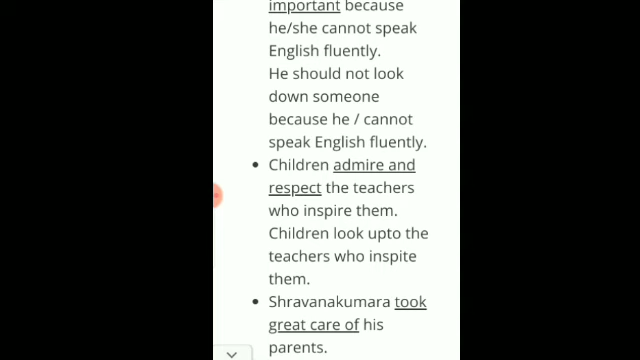 important because
he/she cannot speak
English fluently.
He should not look
down someone
because he / cannot
speak English fluently.
• Children admire and
respect the teachers
who inspire them.
Children look upto the
teachers who inspite
them.
• Shravanakumara took
great care of his
parents.